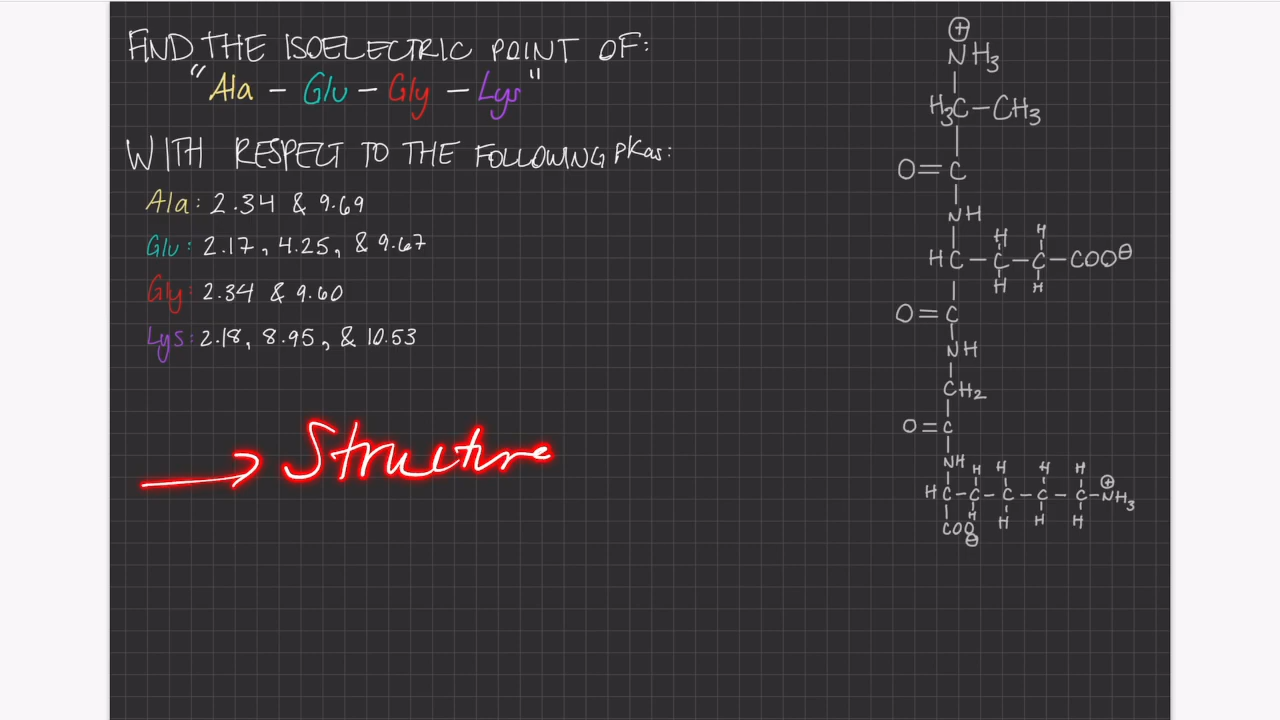 FIND THE ISOELECTRIC POINT OF:
"Ala – Glu – Gly – Lys"
WITH RESPECT TO THE FOLLOWING pKas:
Ala: 2.34 & 9.69
Glu: 2.17, 4.25, & 9.67
Gly: 2.34 & 9.60
Lys: 2.18, 8.95, & 10.53
→ Structure
⊕
NH3
H3C–CH3
O=C
NH
H H
HC–C–C–COO⊖
H H
O=C
NH
CH2
O=C
NH H H H H ⊕
HC–C–C–C–C–NH3
H H H H
COO
⊖